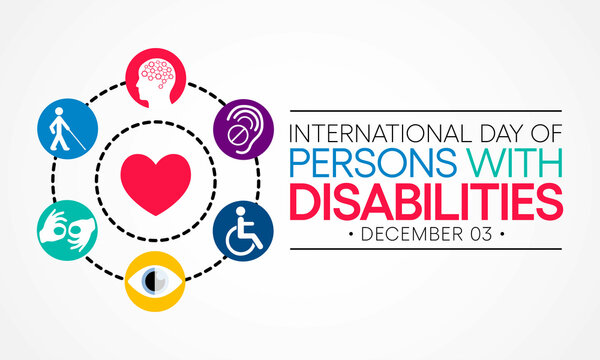 INTERNATIONAL DAY OF
PERSONS WITH
DISABILITIES
• DECEMBER 03 •